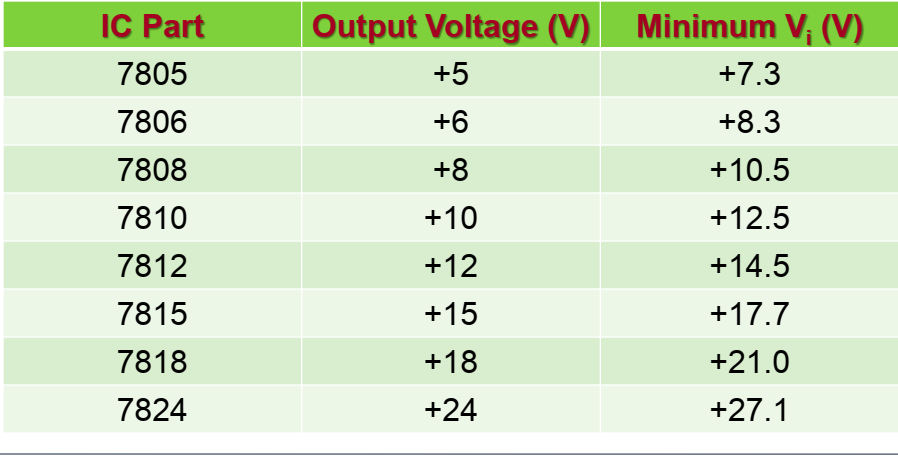 IC Part Output Voltage (V) Minimum Vi (V)
7805 +5 +7.3
7806 +6 +8.3
7808 +8 +10.5
7810 +10 +12.5
7812 +12 +14.5
7815 +15 +17.7
7818 +18 +21.0
7824 +24 +27.1